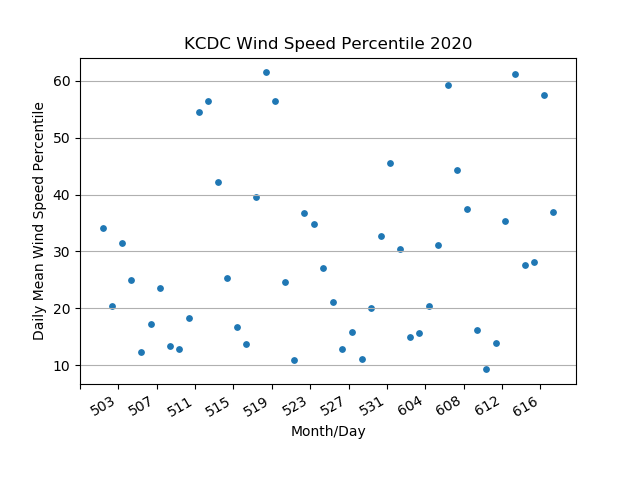 KCDC Wind Speed Percentile 2020
Daily Mean Wind Speed Percentile
60
50
40
30
20
10
503 507 511 515 519 523 527 531 604 608 612 616
Month/Day